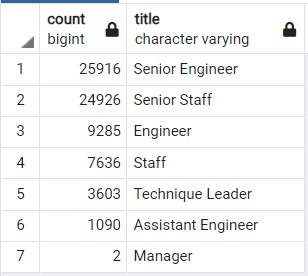 count title
bigint character varying
1 25916 Senior Engineer
2 24926 Senior Staff
3 9285 Engineer
4 7636 Staff
5 3603 Technique Leader
6 1090 Assistant Engineer
7 2 Manager